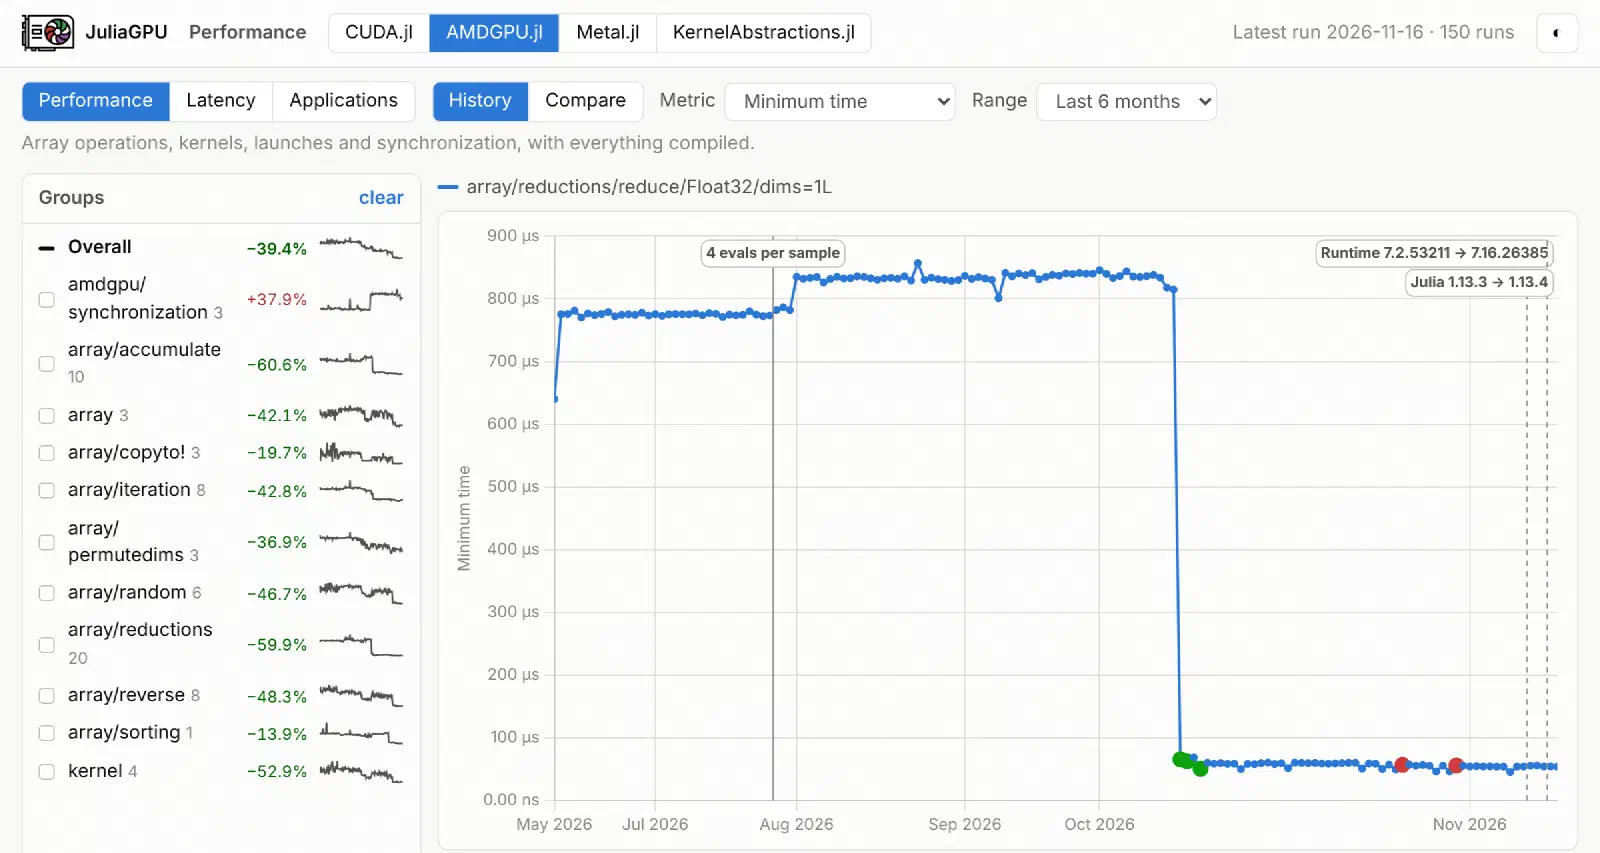 JuliaGPU Performance CUDA.jl AMDGPU.jl Metal.jl KernelAbstractions.jl Latest run 2026-11-16 · 150 runs
Performance Latency Applications History Compare Metric Minimum time Range Last 6 months
Array operations, kernels, launches and synchronization, with everything compiled.
Groups clear
Overall −39.4%
amdgpu/
synchronization 3 +37.9%
array/accumulate
10 −60.6%
array 3 −42.1%
array/copyto! 3 −19.7%
array/iteration 8 −42.8%
array/
permutedims 3 −36.9%
array/random 6 −46.7%
array/reductions
20 −59.9%
array/reverse 8 −48.3%
array/sorting 1 −13.9%
kernel 4 −52.9%
array/reductions/reduce/Float32/dims=1L
4 evals per sample
Runtime 7.2.53211 → 7.16.26385
Julia 1.13.3 → 1.13.4
Minimum time
900 µs
800 µs
700 µs
600 µs
500 µs
400 µs
300 µs
200 µs
100 µs
0.00 ns
May 2026 Jul 2026 Aug 2026 Sep 2026 Oct 2026 Nov 2026